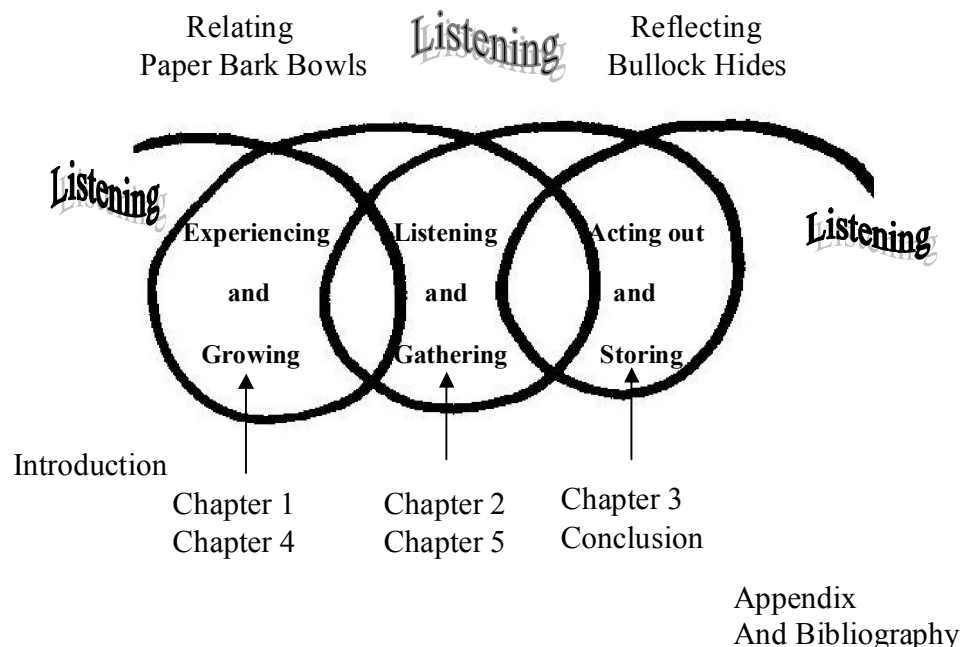 Relating
Paper Bark Bowls
Listening
Reflecting
Bullock Hides
Listening
Experiencing
and
Growing
Listening
and
Gathering
Acting out
and
Storing
Listening
Introduction
Chapter 1
Chapter 4
Chapter 2
Chapter 5
Chapter 3
Conclusion
Appendix
And Bibliography